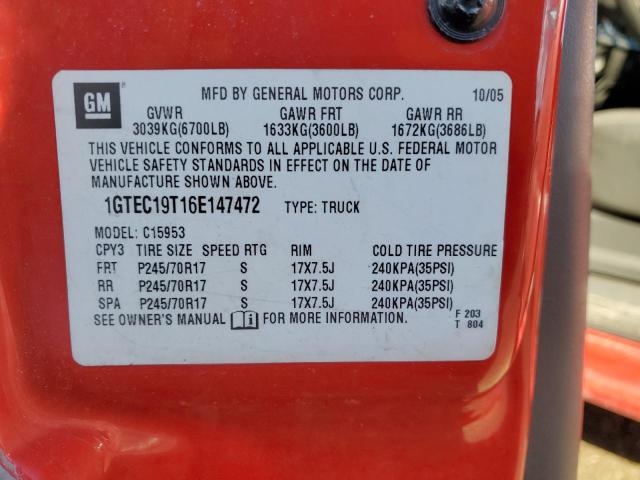 GM
MFD BY GENERAL MOTORS CORP. 10/05
GVWR GAWR FRT GAWR RR
3039KG(6700LB) 1633KG(3600LB) 1672KG(3686LB)
THIS VEHICLE CONFORMS TO ALL APPLICABLE U.S. FEDERAL MOTOR
VEHICLE SAFETY STANDARDS IN EFFECT ON THE DATE OF
MANUFACTURE SHOWN ABOVE.
1GTEC19T16E147472 TYPE: TRUCK
MODEL: C15953
CPY3 TIRE SIZE SPEED RTG RIM COLD TIRE PRESSURE
FRT P245/70R17 S 17X7.5J 240KPA(35PSI)
RR P245/70R17 S 17X7.5J 240KPA(35PSI)
SPA P245/70R17 S 17X7.5J 240KPA(35PSI)
SEE OWNER'S MANUAL FOR MORE INFORMATION.
F 203
T 804